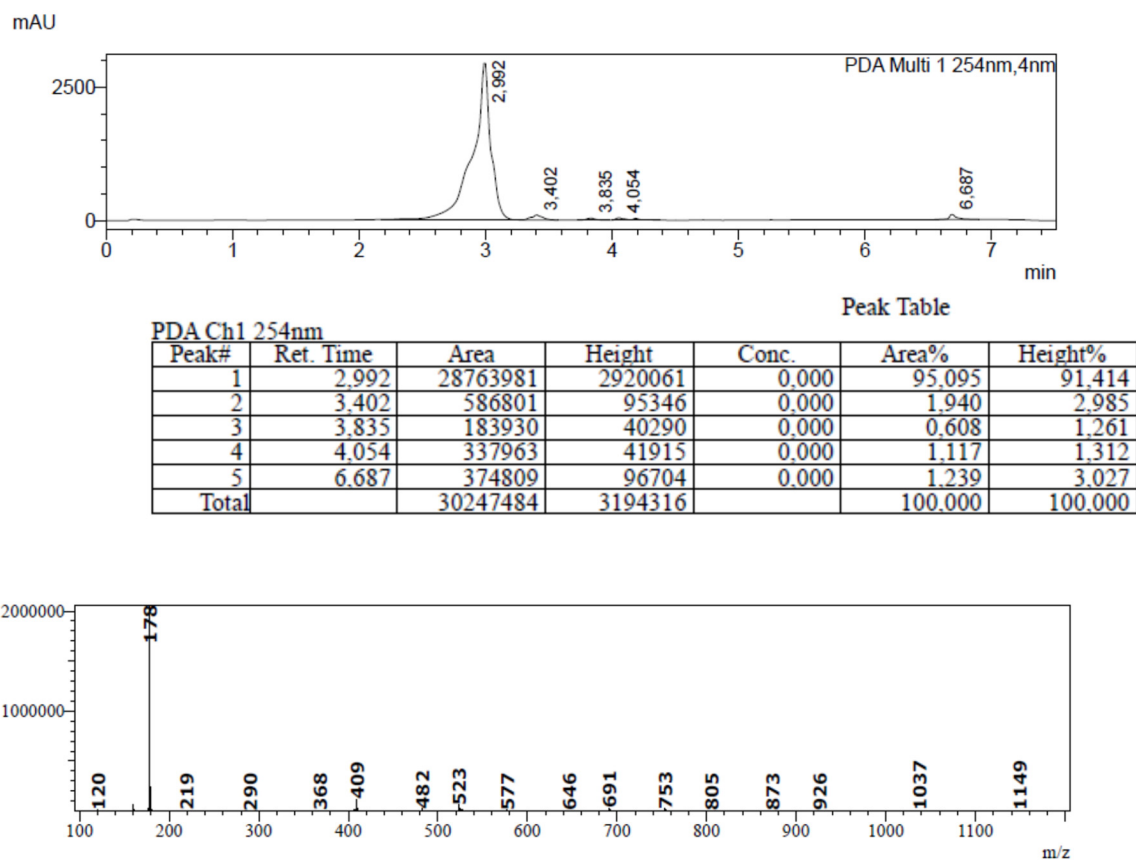 mAU
PDA Multi 1 254nm,4nm
2500
0
2,992
3,402
3,835
4,054
6,687
0 1 2 3 4 5 6 7
min
Peak Table
PDA Ch1 254nm
Peak# Ret. Time Area Height Conc. Area% Height%
1 2,992 28763981 2920061 0,000 95,095 91,414
2 3,402 586801 95346 0,000 1,940 2,985
3 3,835 183930 40290 0,000 0,608 1,261
4 4,054 337963 41915 0,000 1,117 1,312
5 6,687 374809 96704 0,000 1,239 3,027
Total 30247484 3194316 100,000 100,000
2000000
1000000
178
120 219 290 368 409 482 523 577 646 691 753 805 873 926 1037 1149
100 200 300 400 500 600 700 800 900 1000 1100
m/z